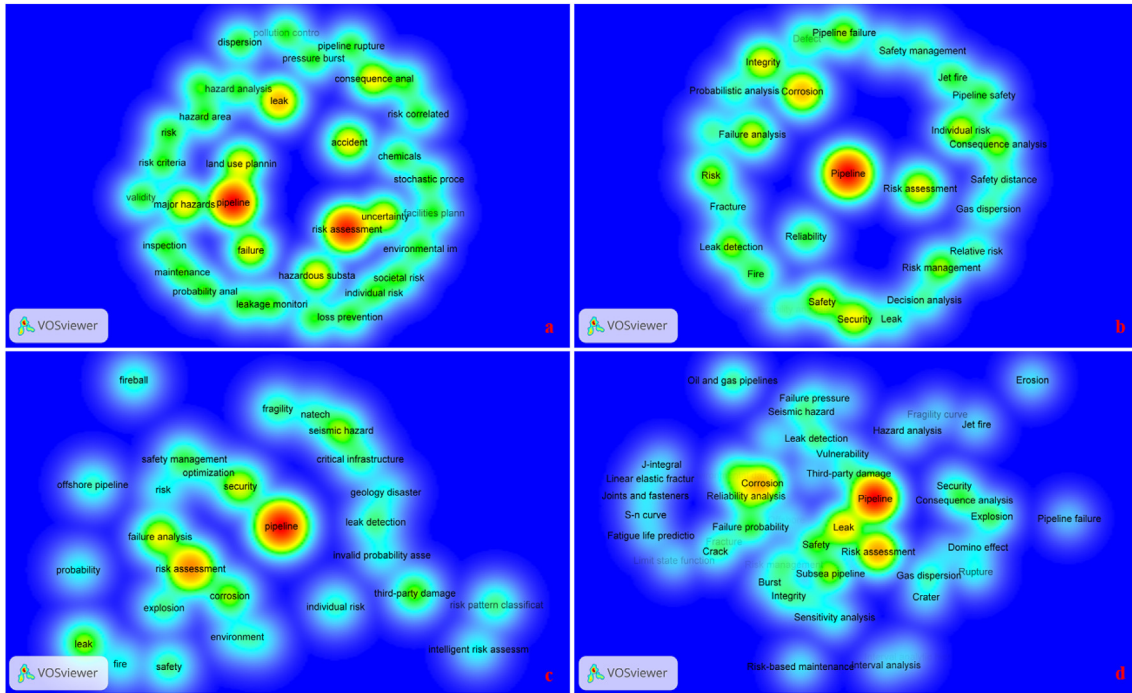 pollution contro
dispersion
pipeline rupture
pressure burst
consequence anal
hazard analysis
leak
hazard area
risk correlated
risk
accident
chemicals
risk criteria
land use plannin
stochastic proce
validity
major hazards
pipeline
uncertainty
facilities plann
risk assessment
inspection
failure
environmental im
maintenance
hazardous substa
societal risk
probability anal
individual risk
leakage monitori
loss prevention
VOSviewer
a
Defect
Pipeline failure
Safety management
Integrity
Jet fire
Probabilistic analysis
Corrosion
Pipeline safety
Failure analysis
Individual risk
Consequence analysis
Risk
Pipeline
Safety distance
Risk assessment
Fracture
Gas dispersion
Reliability
Leak detection
Relative risk
Fire
Risk management
Safety
Decision analysis
Security
Leak
VOSviewer
b
fireball
fragility
natech
seismic hazard
safety management
critical infrastructure
optimization
offshore pipeline
risk
security
geology disaster
leak detection
pipeline
failure analysis
invalid probability asse
probability
risk assessment
third-party damage
corrosion
explosion
individual risk
risk pattern classificat
environment
leak
intelligent risk assessm
fire
safety
VOSviewer
c
Oil and gas pipelines
Erosion
Failure pressure
Seismic hazard
Fragility curve
Jet fire
Hazard analysis
Leak detection
Vulnerability
J-integral
Third-party damage
Linear elastic fractur
Corrosion
Security
Joints and fasteners
Reliability analysis
Pipeline
Consequence analysis
S-n curve
Explosion
Pipeline failure
Failure probability
Leak
Fatigue life predictio
Fracture
Safety
Domino effect
Crack
Risk assessment
Limit state function
Risk management
Subsea pipeline
Gas dispersion
Rupture
Burst
Integrity
Crater
Sensitivity analysis
Risk-based maintenance
Interval analysis
VOSviewer
d